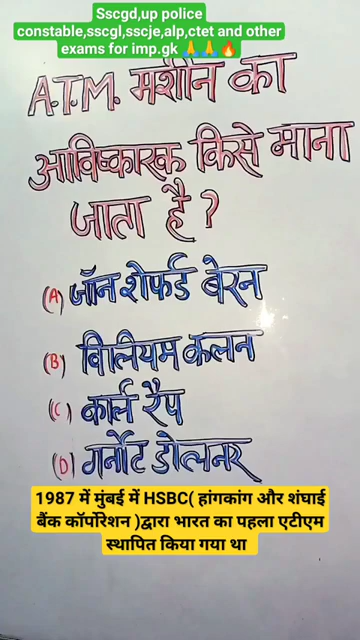 Sscgd,up police
constable,sscgl,sscje,alp,ctet and other
exams for imp.gk 🙏🙏🔥
A.T.M. मशीन का
आविष्कारक किसे माना
जाता है ?
(A) जॉन शेफर्ड बेरन
(B) विलियम कलन
(C) कार्ल रैप
(D) गर्नोट डोलनर
1987 में मुंबई में HSBC( हांगकांग और शंघाई
बैंक कॉर्पोरेशन )द्वारा भारत का पहला एटीएम
स्थापित किया गया था